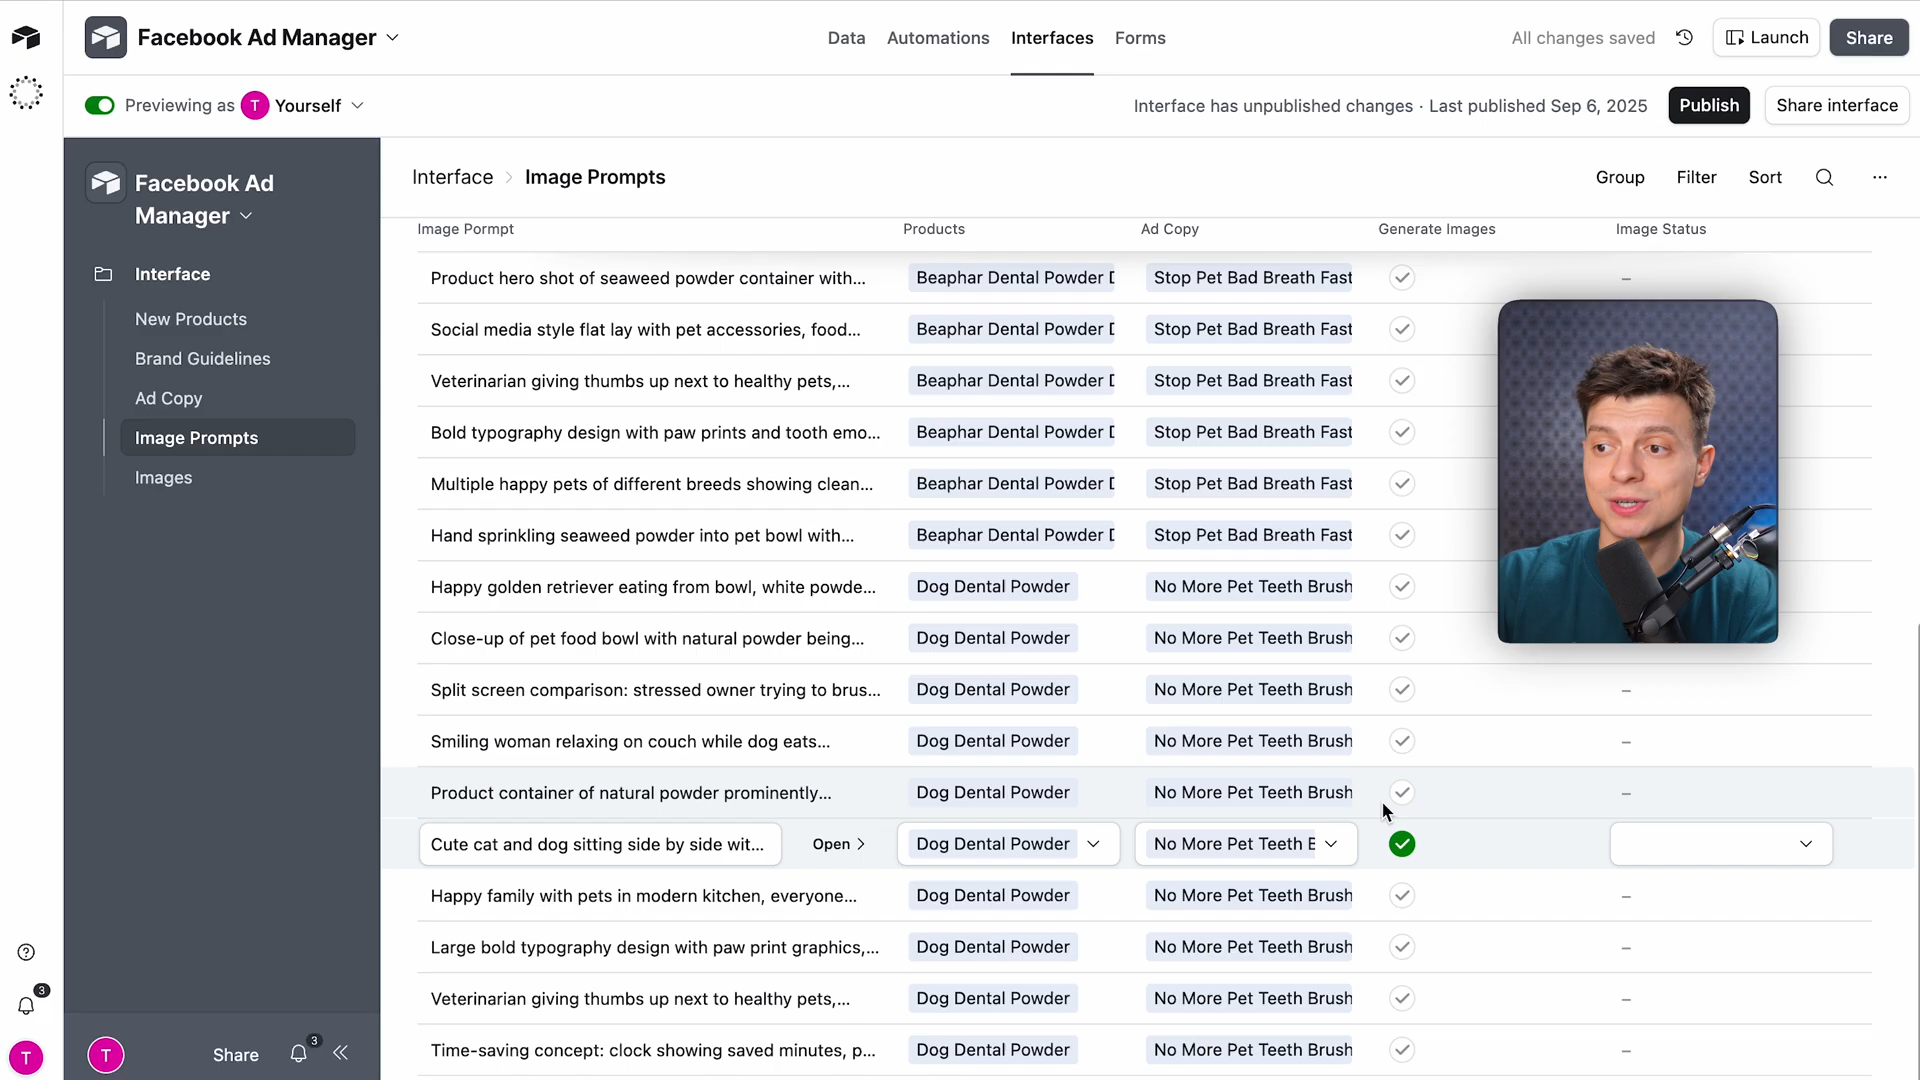 Facebook Ad Manager
Data
Automations
Interfaces
Forms
All changes saved
Launch
Share
Previewing as
T
Yourself
Interface has unpublished changes · Last published Sep 6, 2025
Publish
Share interface
Facebook Ad
Manager
Interface
New Products
Brand Guidelines
Ad Copy
Image Prompts
Images
Interface
Image Prompts
Group
Filter
Sort
Image Pormpt
Products
Ad Copy
Generate Images
Image Status
Product hero shot of seaweed powder container with...
Beaphar Dental Powder D
Stop Pet Bad Breath Fast
–
Social media style flat lay with pet accessories, food...
Beaphar Dental Powder D
Stop Pet Bad Breath Fast
Veterinarian giving thumbs up next to healthy pets,...
Beaphar Dental Powder D
Stop Pet Bad Breath Fast
Bold typography design with paw prints and tooth emo...
Beaphar Dental Powder D
Stop Pet Bad Breath Fast
Multiple happy pets of different breeds showing clean...
Beaphar Dental Powder D
Stop Pet Bad Breath Fast
Hand sprinkling seaweed powder into pet bowl with...
Beaphar Dental Powder D
Stop Pet Bad Breath Fast
Happy golden retriever eating from bowl, white powde...
Dog Dental Powder
No More Pet Teeth Brush
Close-up of pet food bowl with natural powder being...
Dog Dental Powder
No More Pet Teeth Brush
Split screen comparison: stressed owner trying to brus...
Dog Dental Powder
No More Pet Teeth Brush
–
Smiling woman relaxing on couch while dog eats...
Dog Dental Powder
No More Pet Teeth Brush
–
Product container of natural powder prominently...
Dog Dental Powder
No More Pet Teeth Brush
–
Cute cat and dog sitting side by side wit...
Open
Dog Dental Powder
No More Pet Teeth B
Happy family with pets in modern kitchen, everyone...
Dog Dental Powder
No More Pet Teeth Brush
–
Large bold typography design with paw print graphics,...
Dog Dental Powder
No More Pet Teeth Brush
–
Veterinarian giving thumbs up next to healthy pets,...
Dog Dental Powder
No More Pet Teeth Brush
–
Time-saving concept: clock showing saved minutes, p...
Dog Dental Powder
No More Pet Teeth Brush
–
3
T
T
Share
3